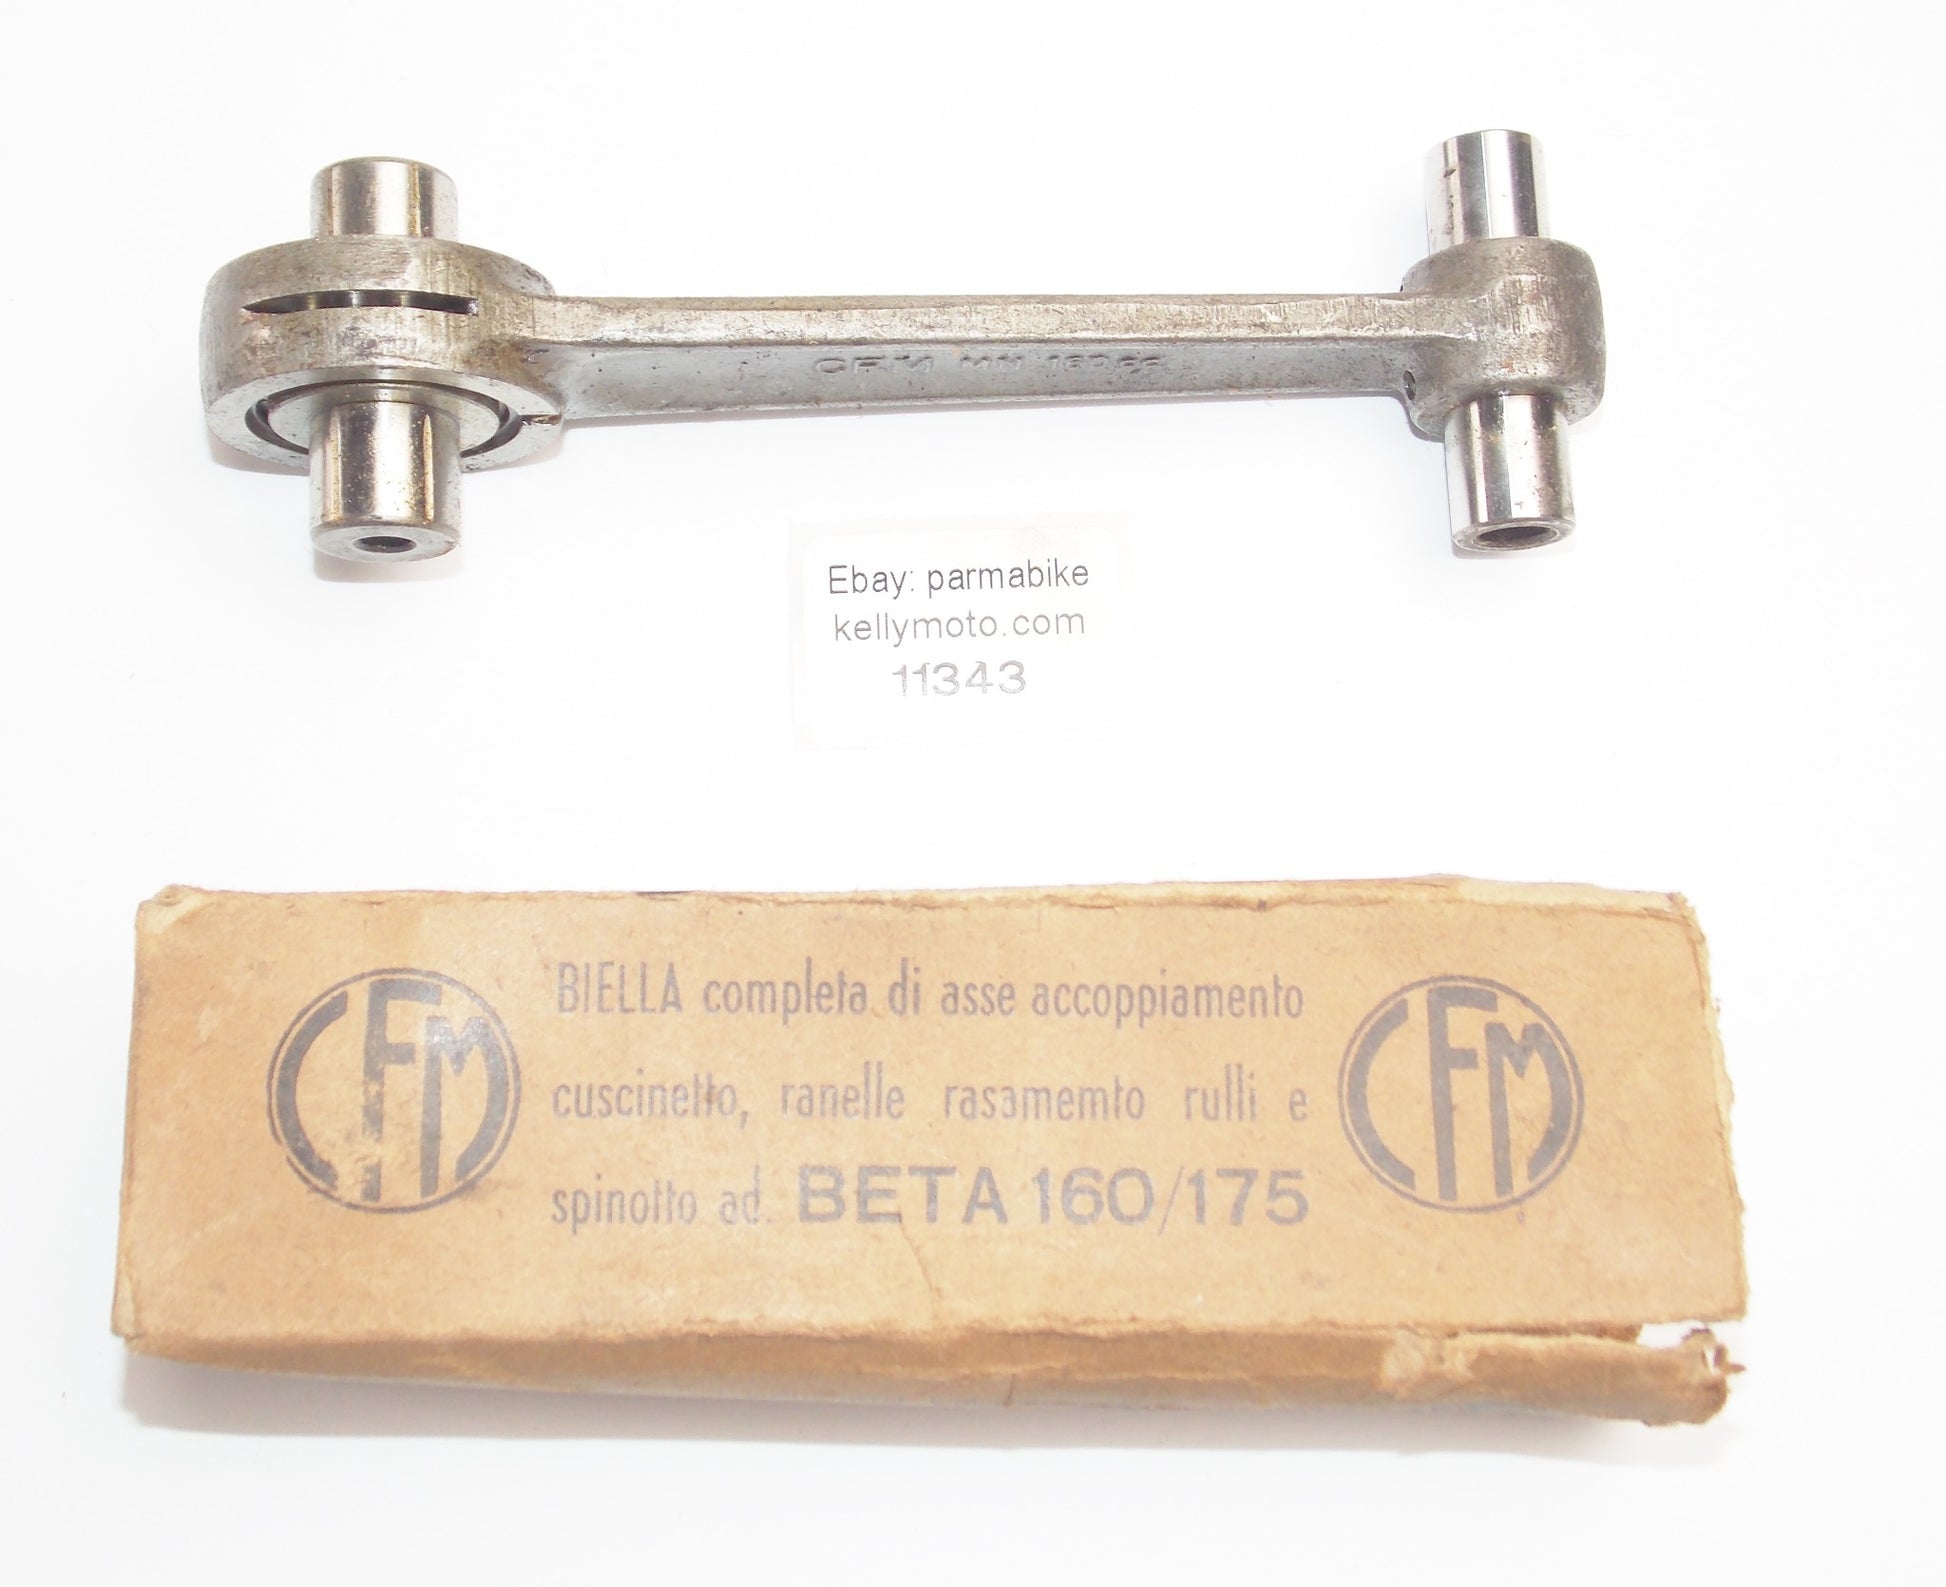 CFM
Ebay: parmabike
kellymoto.com
11343
CFM
BIELLA completa di asse accoppiamento
cuscinetto, ranelle rasamemto rulli e
spinotto ad. BETA 160/175
CFM